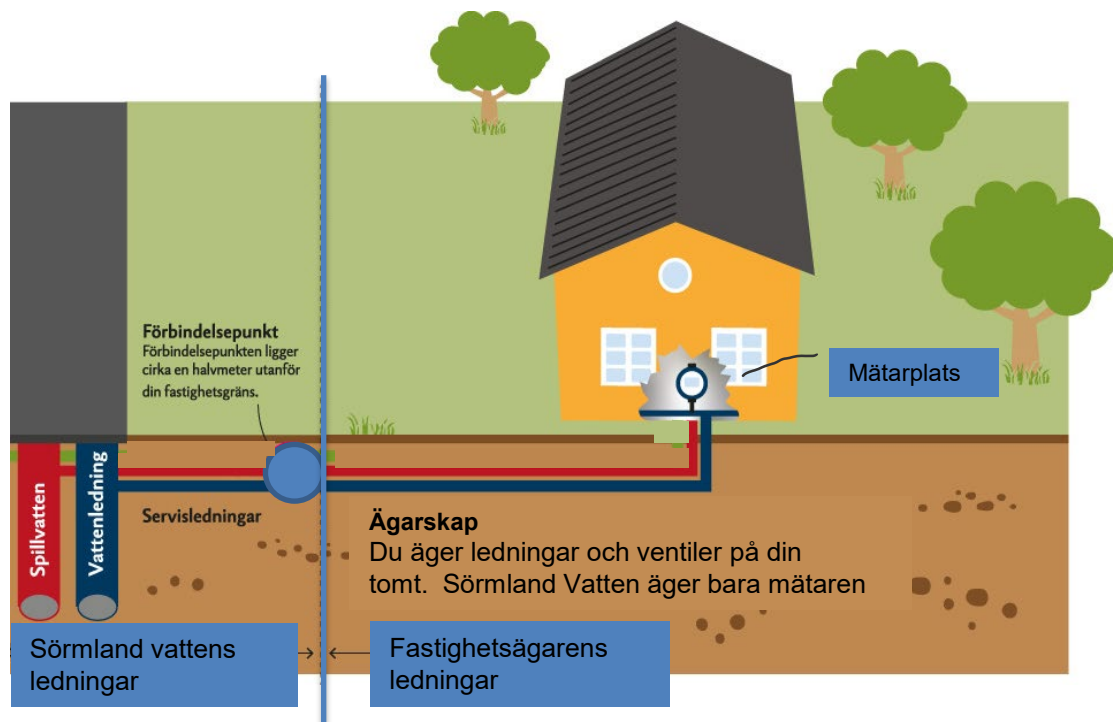 Förbindelsepunkt
Förbindelsepunkten ligger
cirka en halvmeter utanför
din fastighetsgräns.
Mätarplats
Spillvatten
Vattenledning
Servisledningar
Ägarskap
Du äger ledningar och ventiler på din
tomt. Sörmland Vatten äger bara mätaren
Sörmland vattens
ledningar
Fastighetsägarens
ledningar